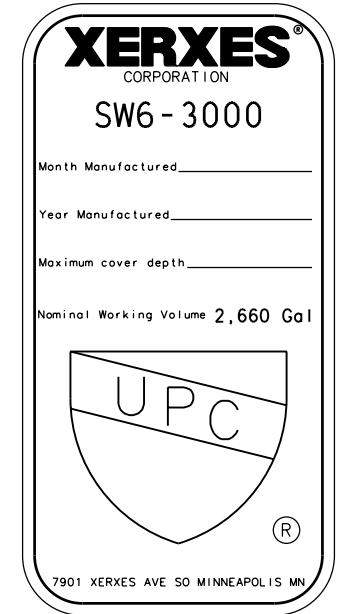 XERXES®
CORPORATION
SW6-3000
Month Manufactured
Year Manufactured
Maximum cover depth
Nominal Working Volume 2,660 Gal
UPC
®
7901 XERXES AVE SO MINNEAPOLIS MN